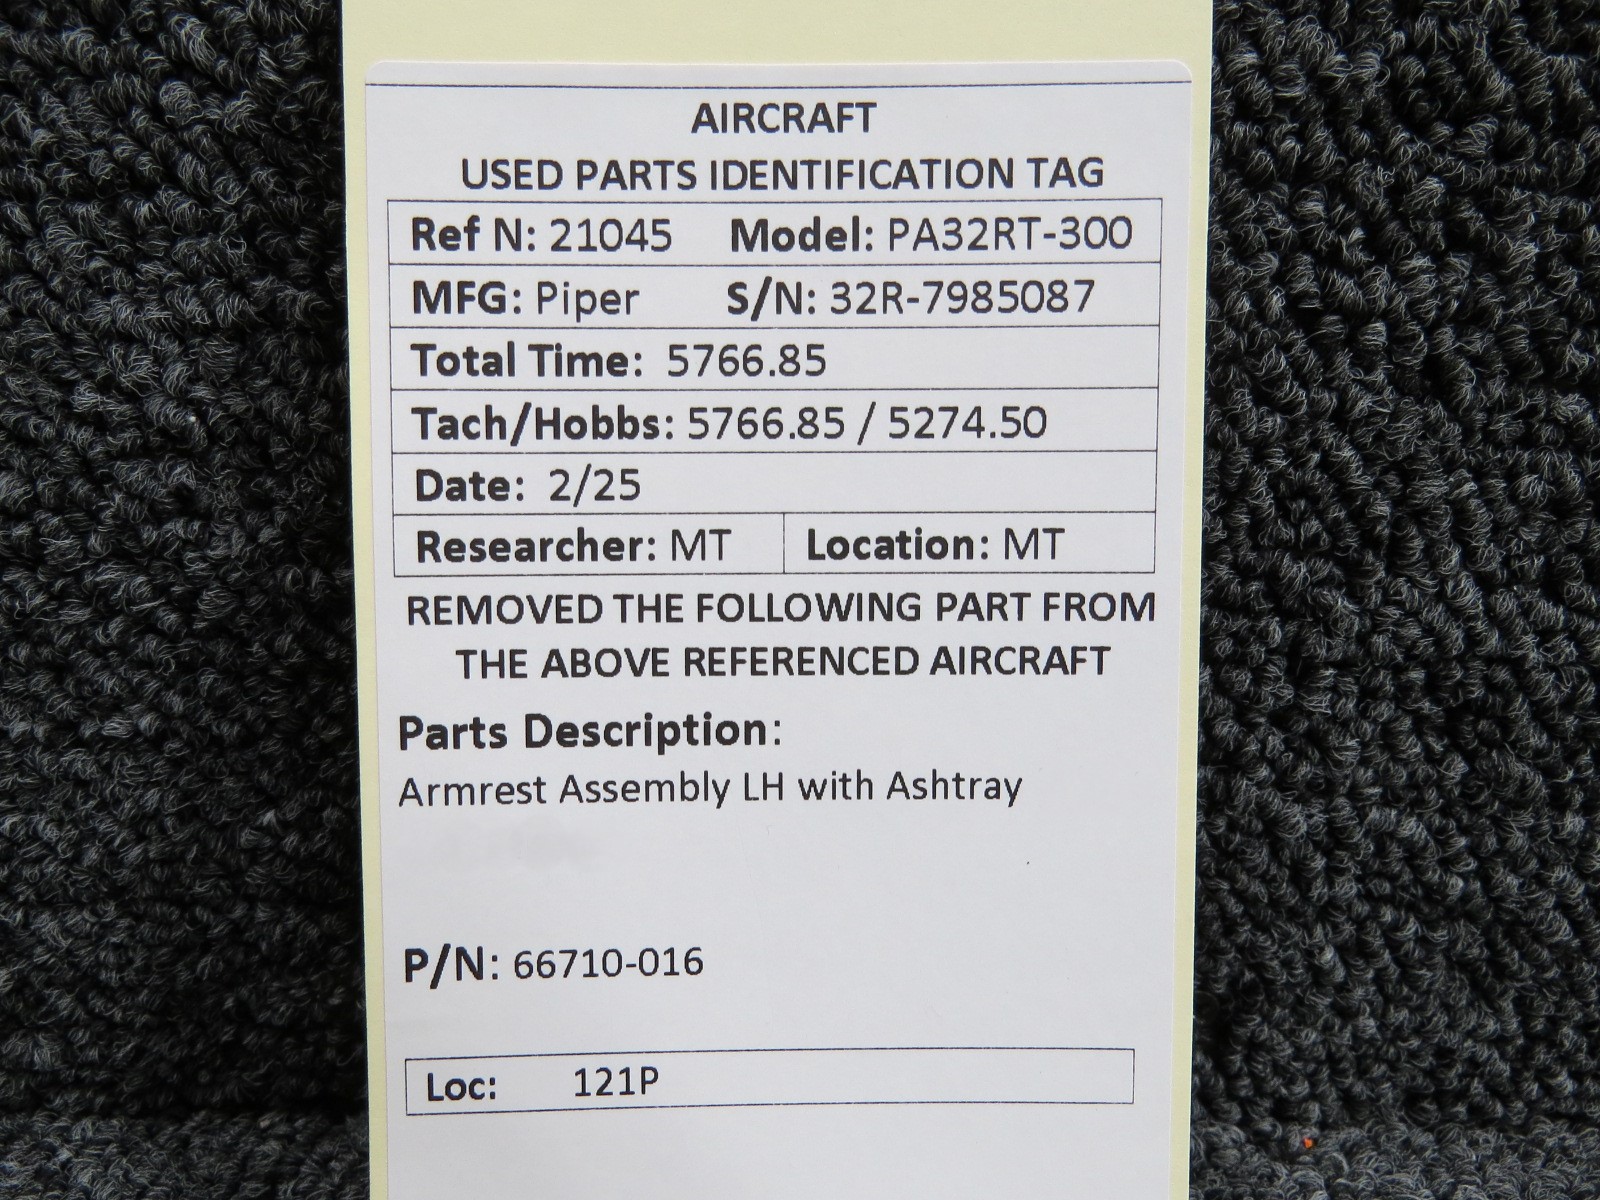 AIRCRAFT
USED PARTS IDENTIFICATION TAG
Ref N: 21045 Model: PA32RT-300
MFG: Piper S/N: 32R-7985087
Total Time: 5766.85
Tach/Hobbs: 5766.85 / 5274.50
Date: 2/25
Researcher: MT Location: MT
REMOVED THE FOLLOWING PART FROM
THE ABOVE REFERENCED AIRCRAFT
Parts Description:
Armrest Assembly LH with Ashtray
P/N: 66710-016
Loc: 121P